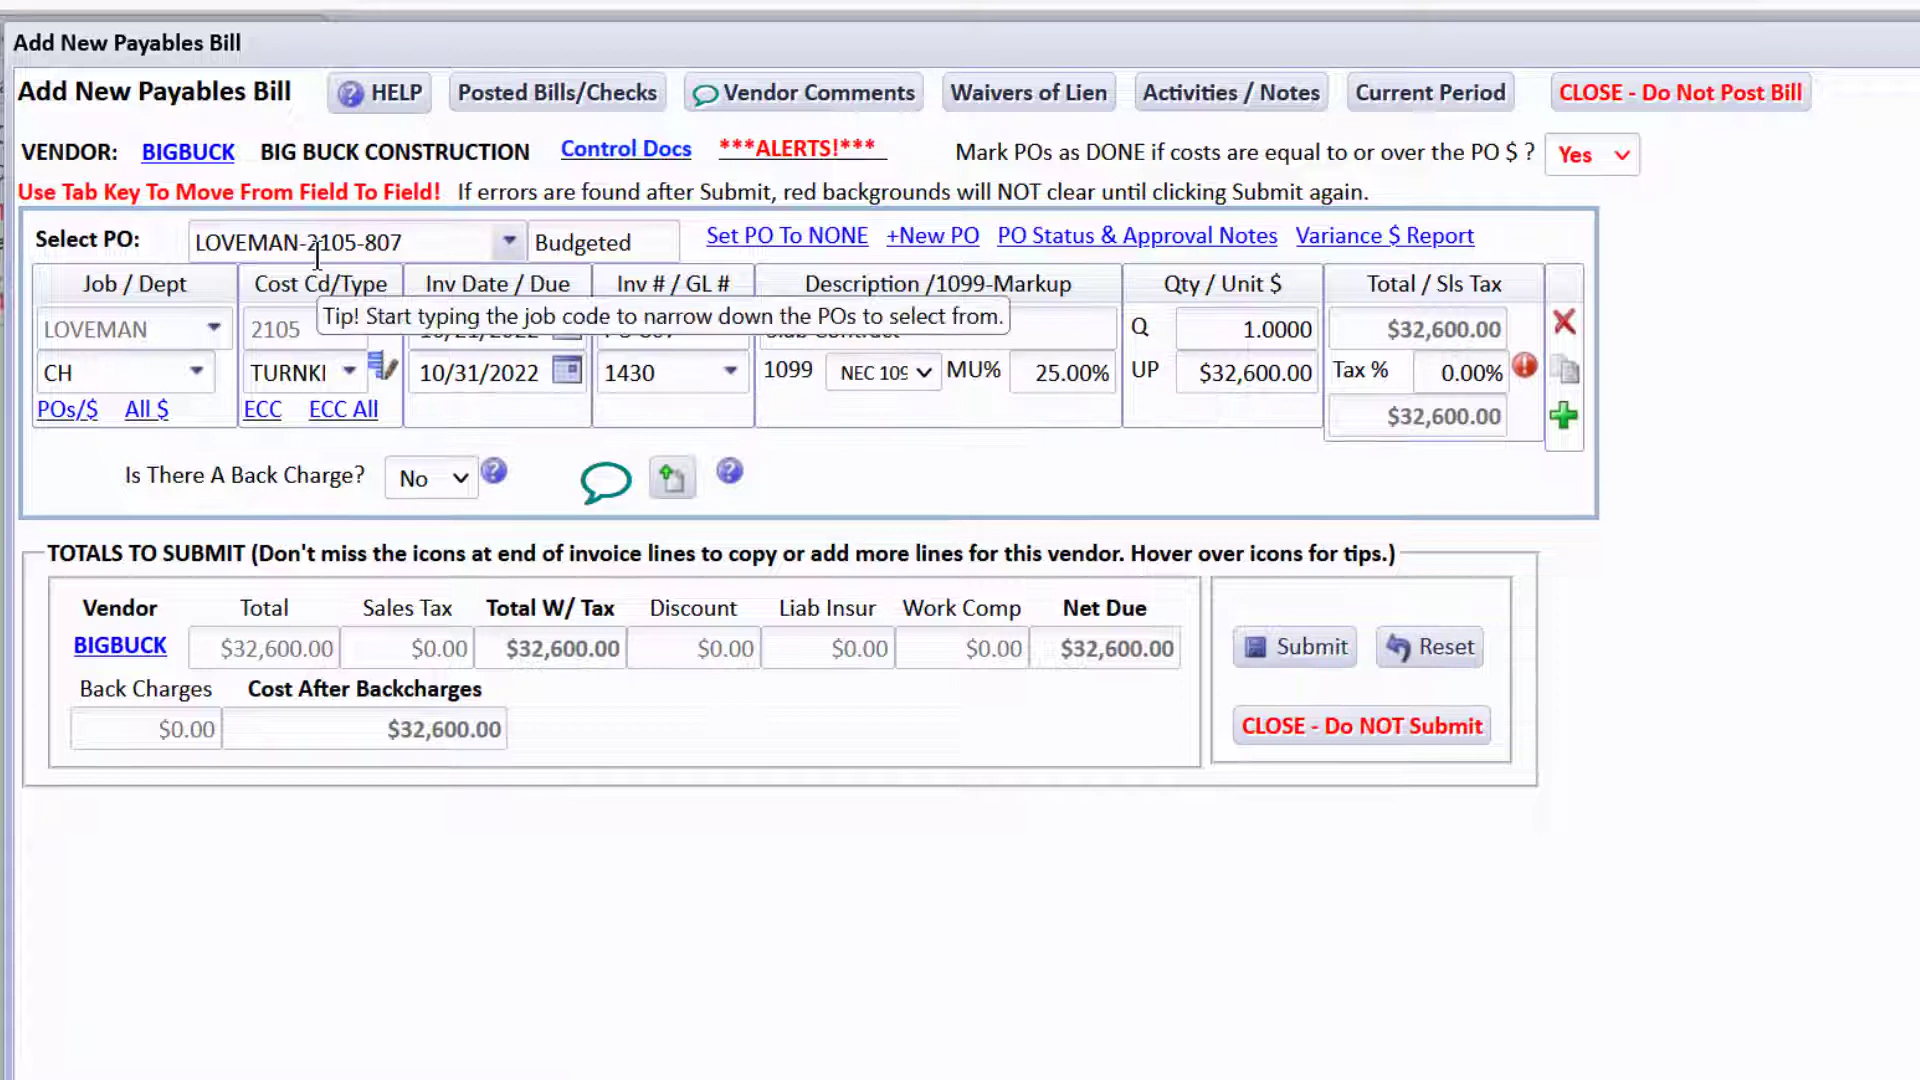 Add New Payables Bill
Add New Payables Bill HELP Posted Bills/Checks Vendor Comments Waivers of Lien Activities / Notes Current Period CLOSE - Do Not Post Bill
VENDOR: BIGBUCK BIG BUCK CONSTRUCTION Control Docs ***ALERTS!*** Mark POs as DONE if costs are equal to or over the PO $ ? Yes
Use Tab Key To Move From Field To Field! If errors are found after Submit, red backgrounds will NOT clear until clicking Submit again.
Select PO: LOVEMAN-2105-807 Budgeted Set PO To NONE +New PO PO Status & Approval Notes Variance $ Report
Job / Dept Cost Cd/Type Inv Date / Due Inv # / GL # Description /1099-Markup Qty / Unit $ Total / Sls Tax
Tip! Start typing the job code to narrow down the POs to select from.
LOVEMAN 2105 Q 1.0000 $32,600.00
CH TURNKI 10/31/2022 1430 1099 NEC 109 MU% 25.00% UP $32,600.00 Tax % 0.00%
POs/$ All $ ECC ECC All $32,600.00
Is There A Back Charge? No
TOTALS TO SUBMIT (Don't miss the icons at end of invoice lines to copy or add more lines for this vendor. Hover over icons for tips.)
Vendor Total Sales Tax Total W/ Tax Discount Liab Insur Work Comp Net Due
BIGBUCK $32,600.00 $0.00 $32,600.00 $0.00 $0.00 $0.00 $32,600.00 Submit Reset
Back Charges Cost After Backcharges
$0.00 $32,600.00 CLOSE - Do NOT Submit